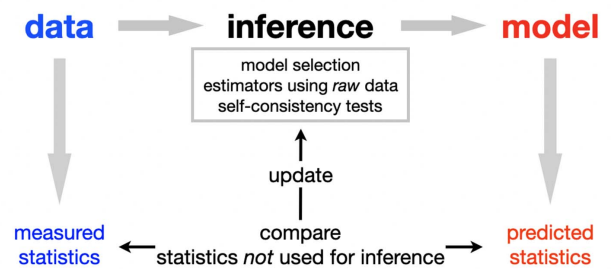 data
inference
model
model selection
estimators using raw data
self-consistency tests
update
measured
statistics
compare
statistics not used for inference
predicted
statistics